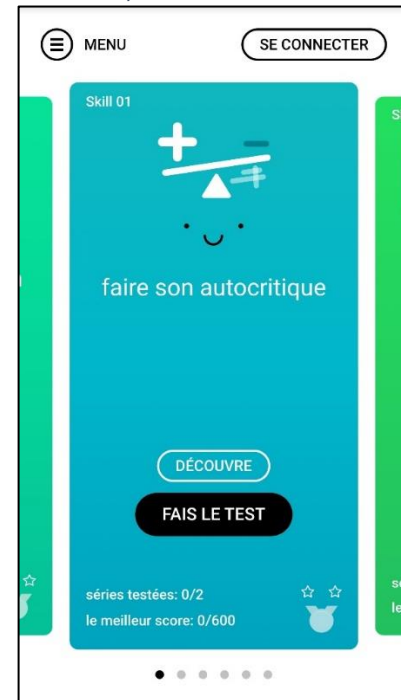 MENU
SE CONNECTER
Skill 01
faire son autocritique
DÉCOUVRE
FAIS LE TEST
séries testées: 0/2
le meilleur score: 0/600